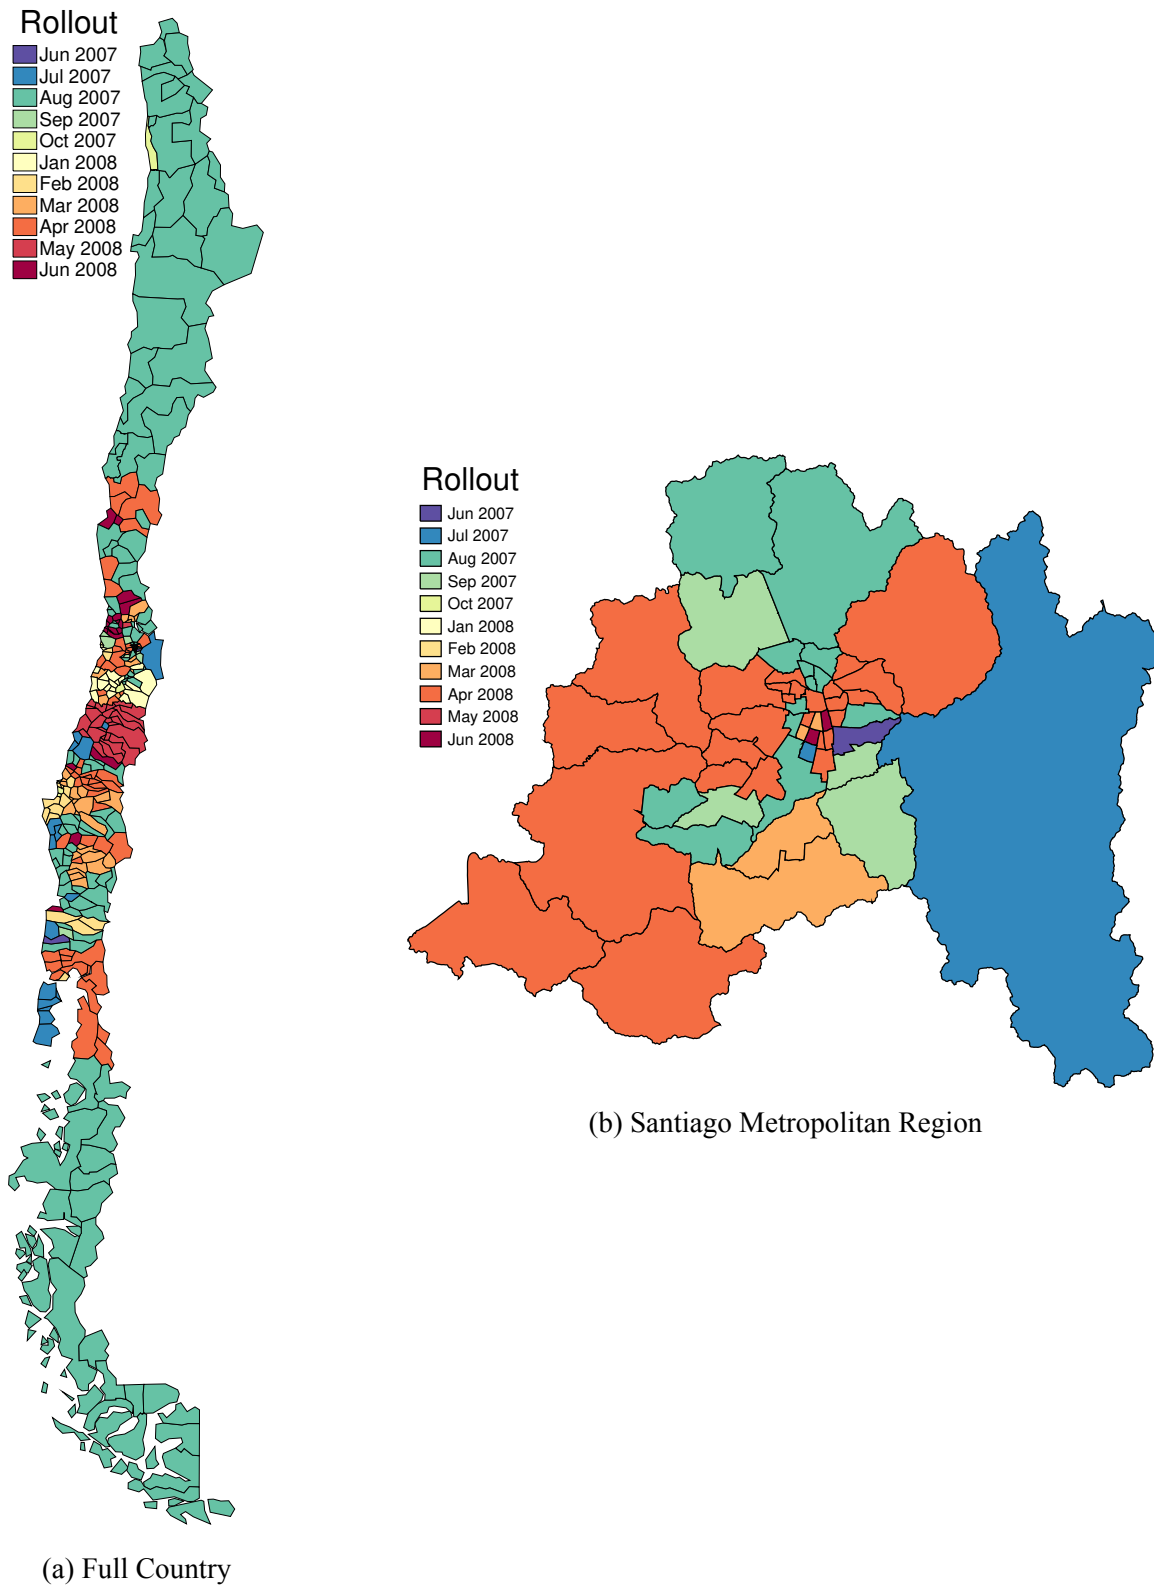 Rollout
Jun 2007
Jul 2007
Aug 2007
Sep 2007
Oct 2007
Jan 2008
Feb 2008
Mar 2008
Apr 2008
May 2008
Jun 2008
(a) Full Country
Rollout
Jun 2007
Jul 2007
Aug 2007
Sep 2007
Oct 2007
Jan 2008
Feb 2008
Mar 2008
Apr 2008
May 2008
Jun 2008
(b) Santiago Metropolitan Region